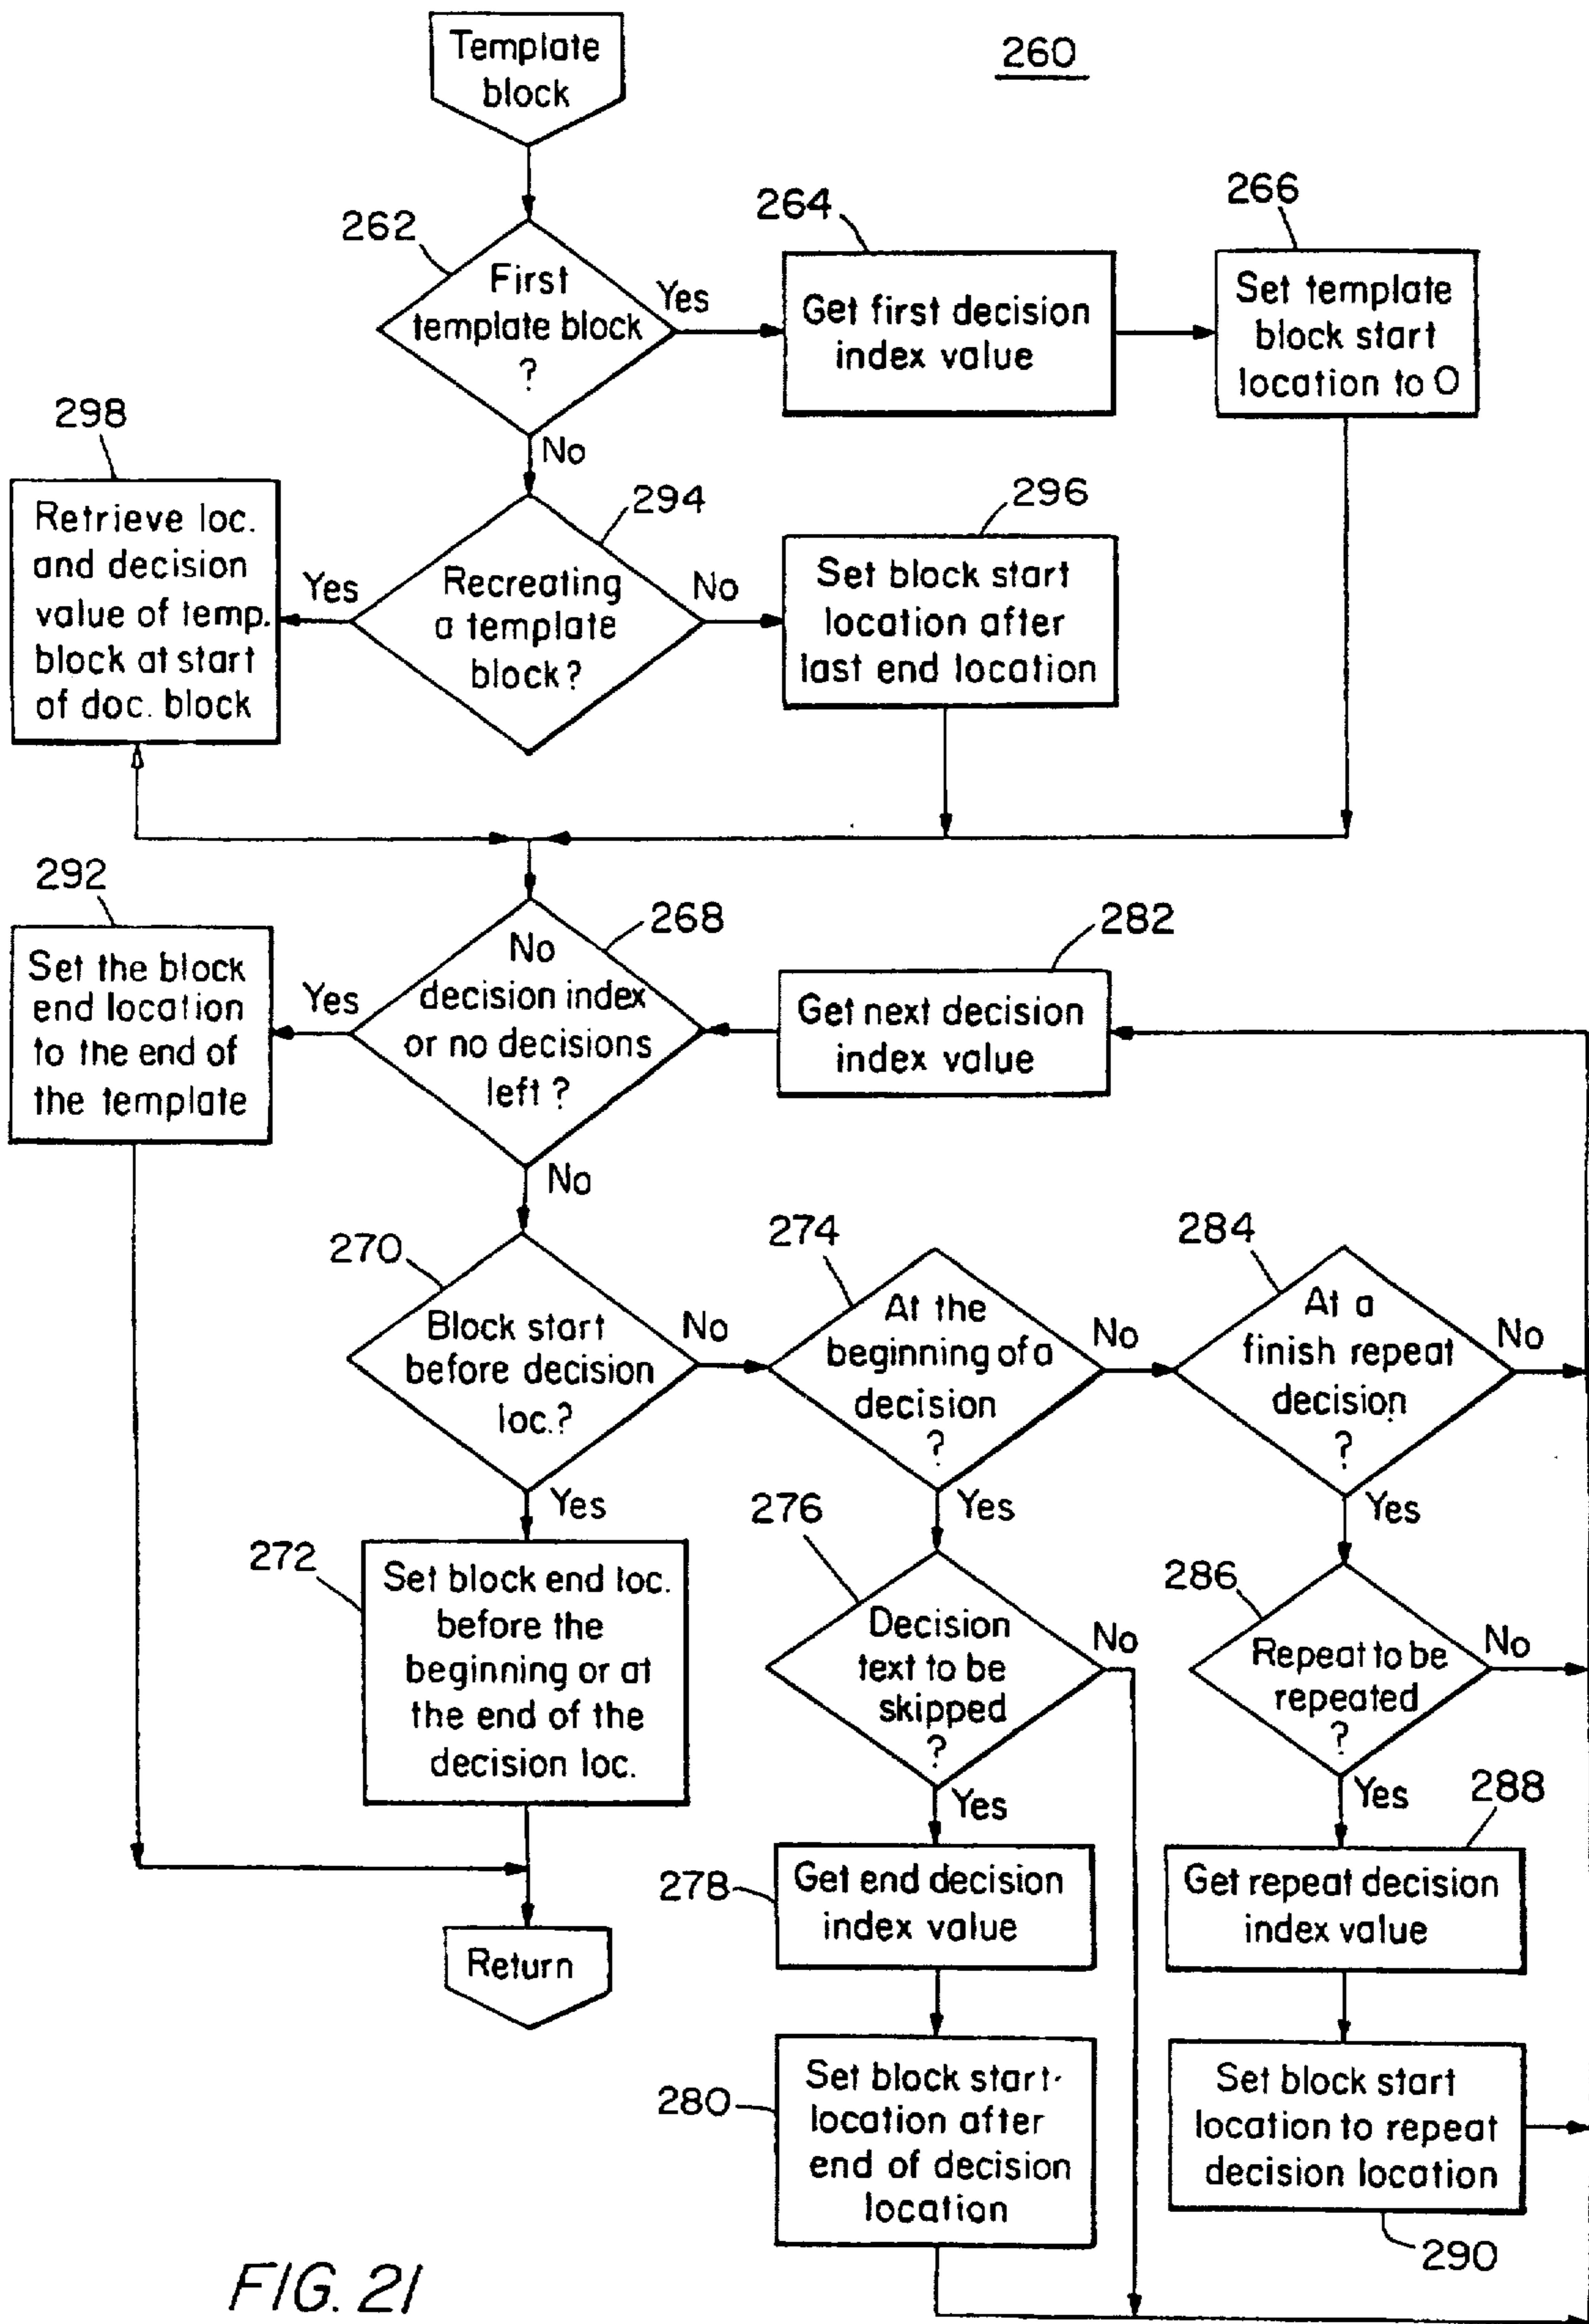 Template
block
260
262
First
template block
?
Yes
No
264
Get first decision
index value
266
Set template
block start
location to 0
298
Retrieve loc.
and decision
value of temp.
block at start
of doc. block
Yes
294
Recreating
a template
block?
No
296
Set block start
location after
last end location
292
Set the block
end location
to the end of
the template
Yes
268
No
decision index
or no decisions
left?
No
282
Get next decision
index value
270
Block start
before decision
loc.?
No
Yes
274
At the
beginning of a
decision
?
No
Yes
284
At a
finish repeat
decision
?
No
Yes
272
Set block end loc.
before the
beginning or at
the end of the
decision loc.
276
Decision
text to be
skipped
?
No
Yes
286
Repeat to be
repeated
?
No
Yes
278
Get end decision
index value
288
Get repeat decision
index value
Return
280
Set block start
location after
end of decision
location
Set block start
location to repeat
decision location
290
FIG. 21